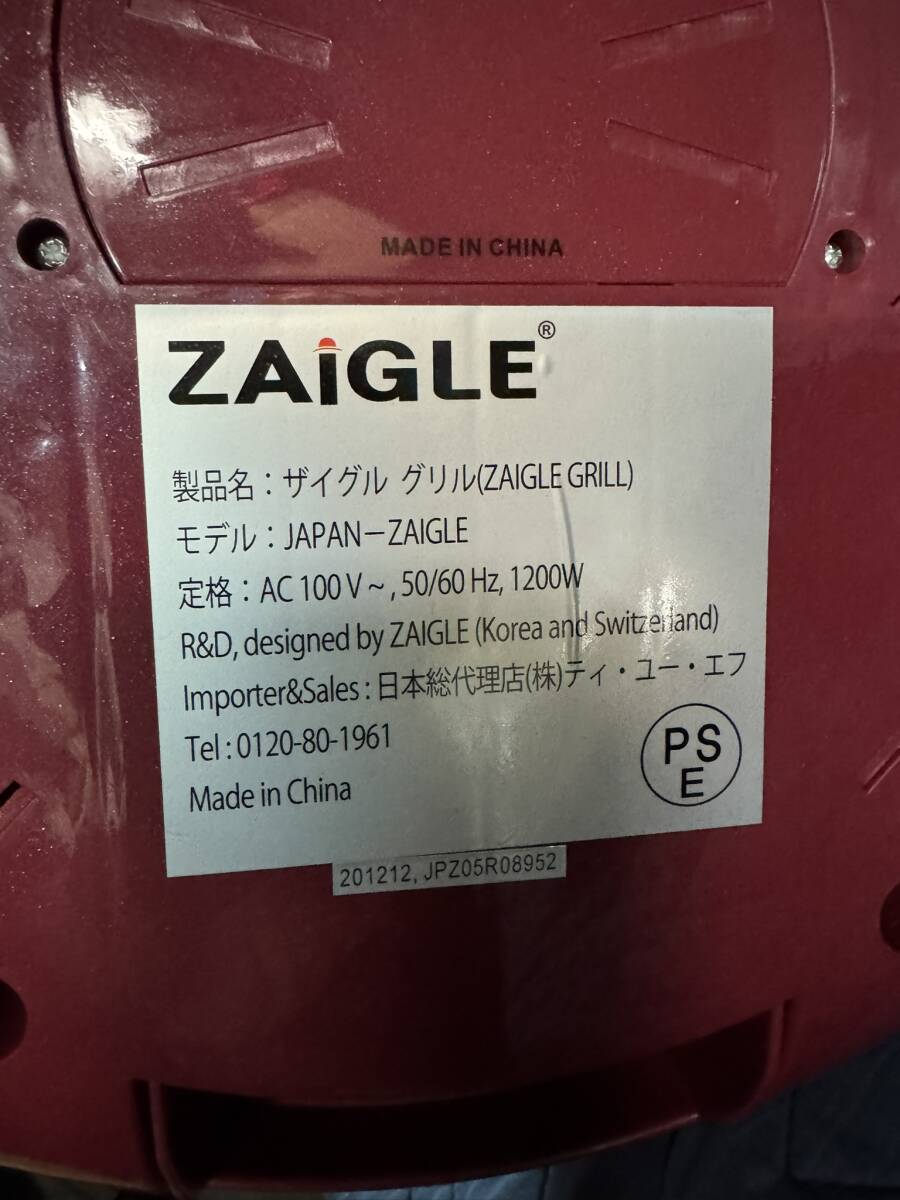 MADE IN CHINA
ZAiGLE®
製品名：ザイグル グリル(ZAIGLE GRILL)
モデル：JAPAN－ZAIGLE
定格：AC 100 V ~ , 50/60 Hz, 1200W
R&D, designed by ZAIGLE (Korea and Switzerland)
Importer&Sales : 日本総代理店(株)ティ・ユー・エフ
Tel : 0120-80-1961
Made in China
PS
E
201212, JPZ05R08952